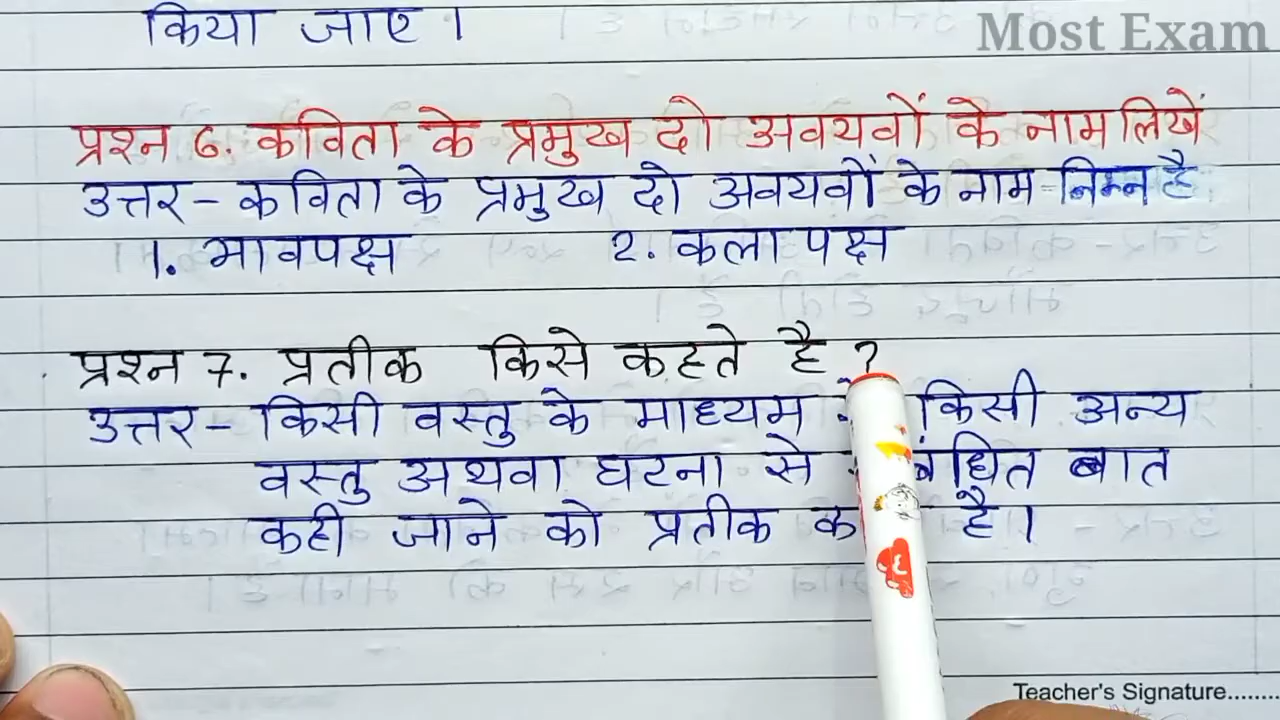 किया जाए।
Most Exam
प्रश्न 6. कविता के प्रमुख दो अवयवों के नाम लिखें
उत्तर - कविता के प्रमुख दो अवयवों के नाम निम्न है
1. भावपक्ष 2. कलापक्ष
प्रश्न 7. प्रतीक किसे कहते है ?
उत्तर - किसी वस्तु के माध्यम किसी अन्य
वस्तु अथवा घटना से बात
कही जाने को प्रतीक है।
Teacher's Signature........